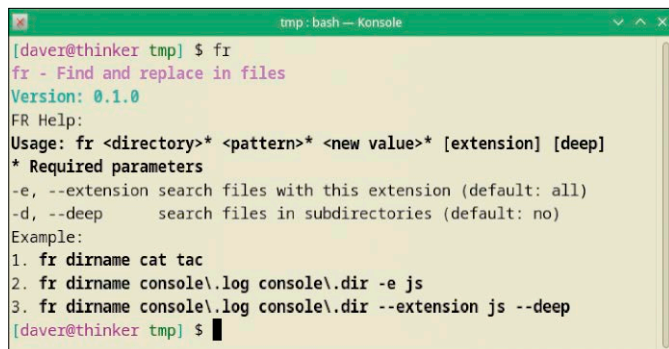 tmp : bash — Konsole
[daver@thinker tmp] $ fr
fr - Find and replace in files
Version: 0.1.0
FR Help:
Usage: fr <directory>* <pattern>* <new value>* [extension] [deep]
* Required parameters
-e, --extension search files with this extension (default: all)
-d, --deep      search files in subdirectories (default: no)
Example:
1. fr dirname cat tac
2. fr dirname console\.log console\.dir -e js
3. fr dirname console\.log console\.dir --extension js --deep
[daver@thinker tmp] $